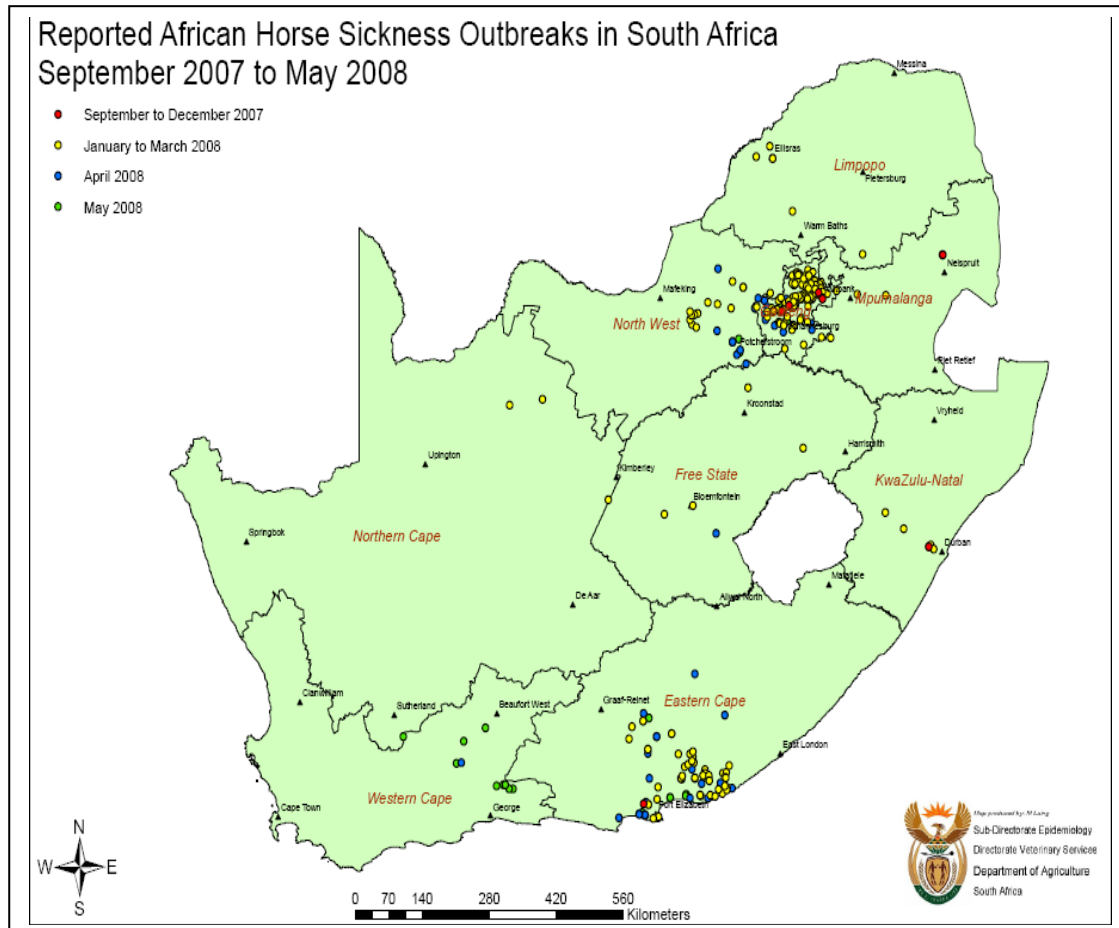 Reported African Horse Sickness Outbreaks in South Africa
September 2007 to May 2008
September to December 2007
January to March 2008
April 2008
May 2008
Messina
Ellisras
Limpopo
Pietersburg
Warm Baths
Nelspruit
Mafeking
Mpumalanga
North West
Potchefstroom
Piet Retief
Kroonstad
Vryheid
Harrismith
Upington
Kimberley
Free State
KwaZulu-Natal
Bloemfontein
Springbok
Northern Cape
Durban
Matatiele
De Aar
Aliwal North
Clanwilliam
Sutherland
Beaufort West
Graaf-Reinet
Eastern Cape
East London
Western Cape
Cape Town
George
Port Elizabeth
N
W E
S
0 70 140 280 420 560
Kilometers
Sub-Directorate Epidemiology
Directorate Veterinary Services
Department of Agriculture
South Africa